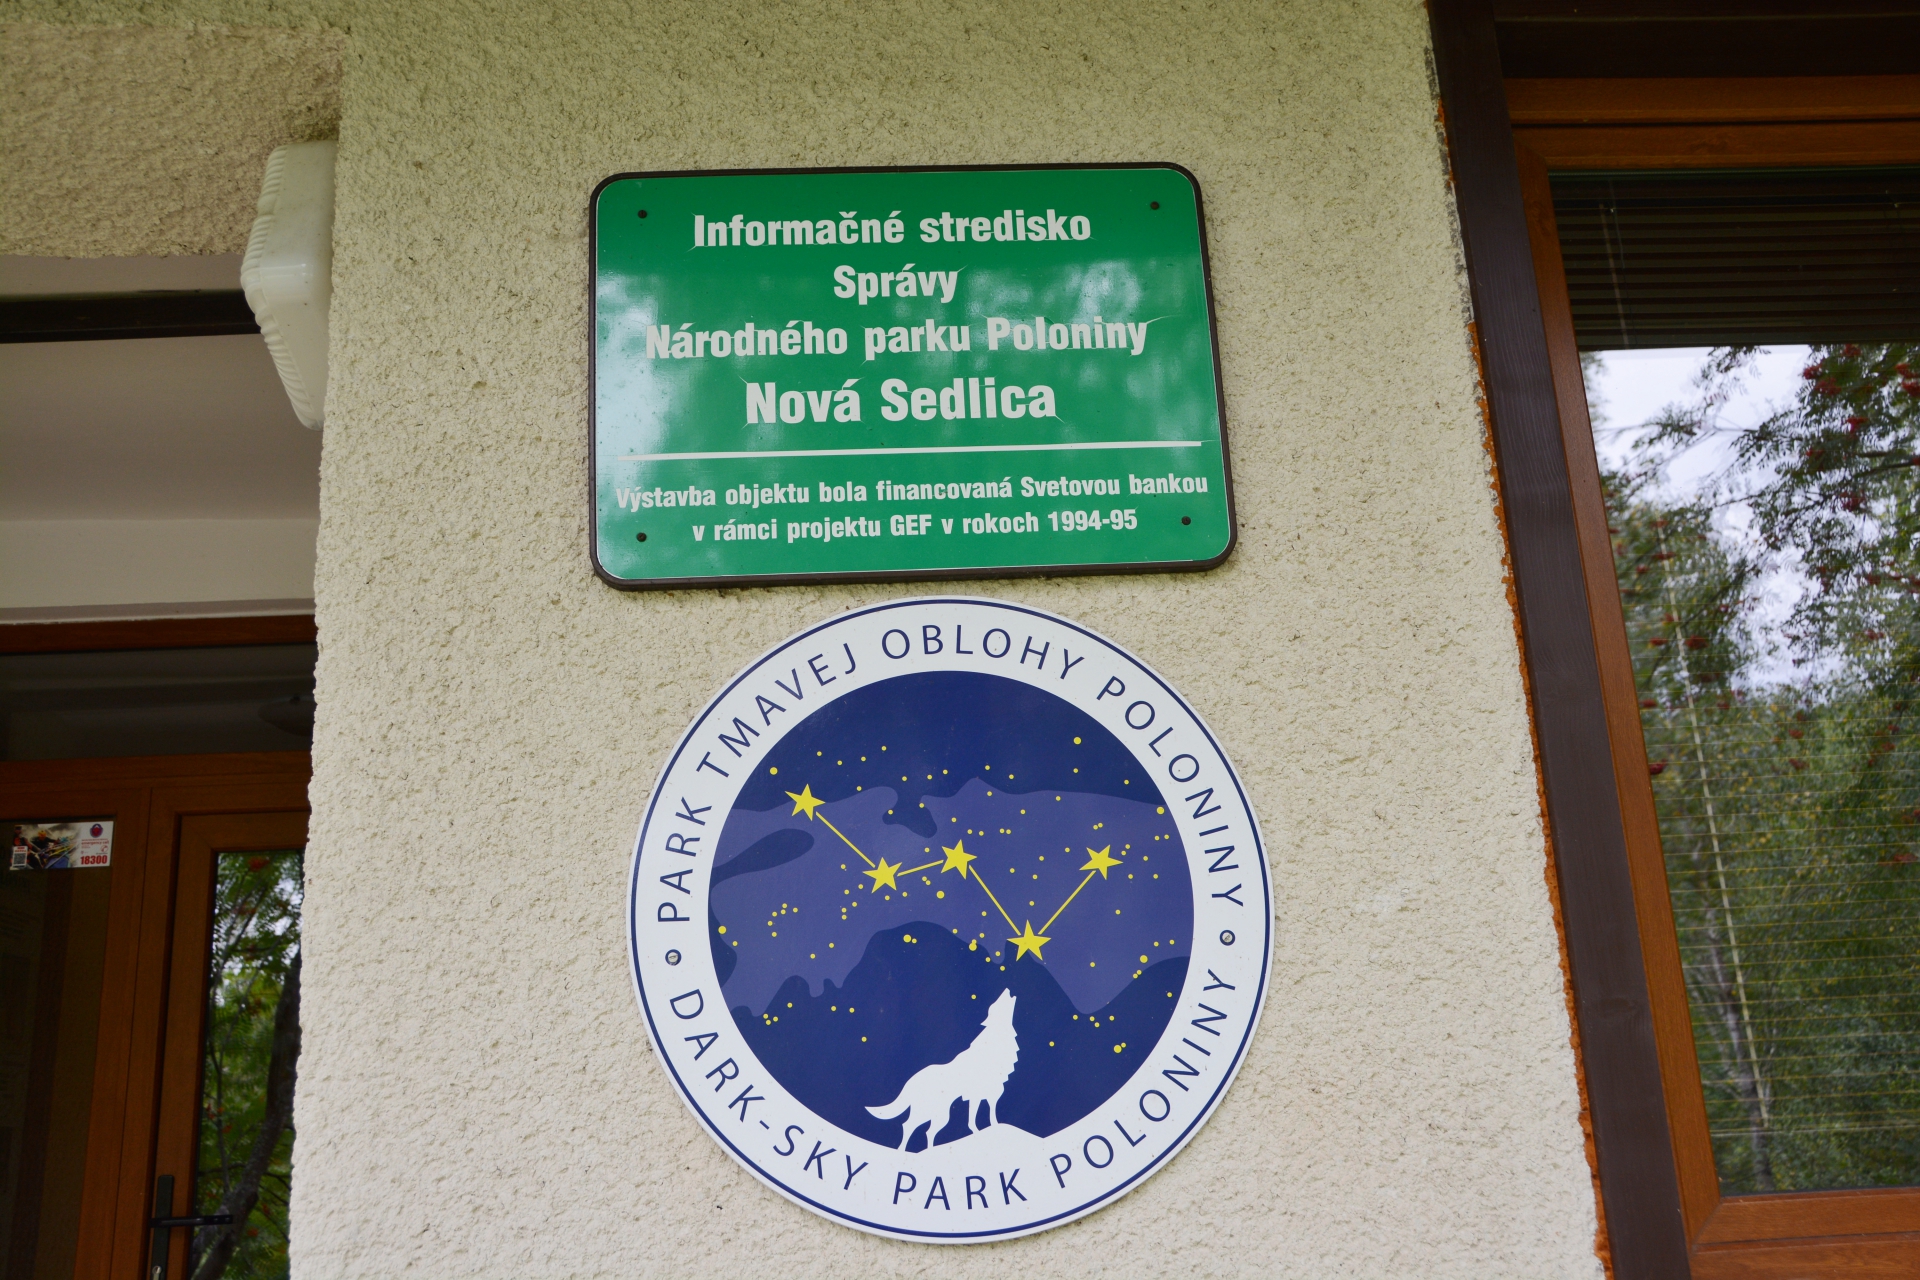 Informačné stredisko
Správy
Národného parku Poloniny
Nová Sedlica
Výstavba objektu bola financovaná Svetovou bankou
v rámci projektu GEF v rokoch 1994-95
PARK TMAVEJ OBLOHY POLONINY
DARK-SKY PARK POLONINY
18300